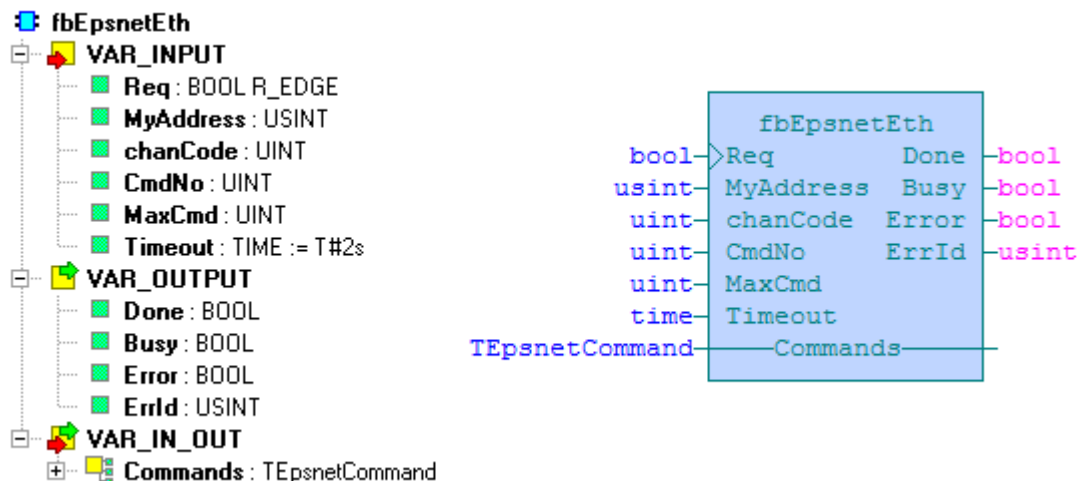 fbEpsnetEth
VAR_INPUT
Req : BOOL R_EDGE
MyAddress : USINT
chanCode : UINT
CmdNo : UINT
MaxCmd : UINT
Timeout : TIME := T#2s
VAR_OUTPUT
Done : BOOL
Busy : BOOL
Error : BOOL
ErrId : USINT
VAR_IN_OUT
Commands : TEpsnetCommand
fbEpsnetEth
bool Req Done bool
usint MyAddress Busy bool
uint chanCode Error bool
uint CmdNo ErrId usint
uint MaxCmd
time Timeout
TEpsnetCommand Commands